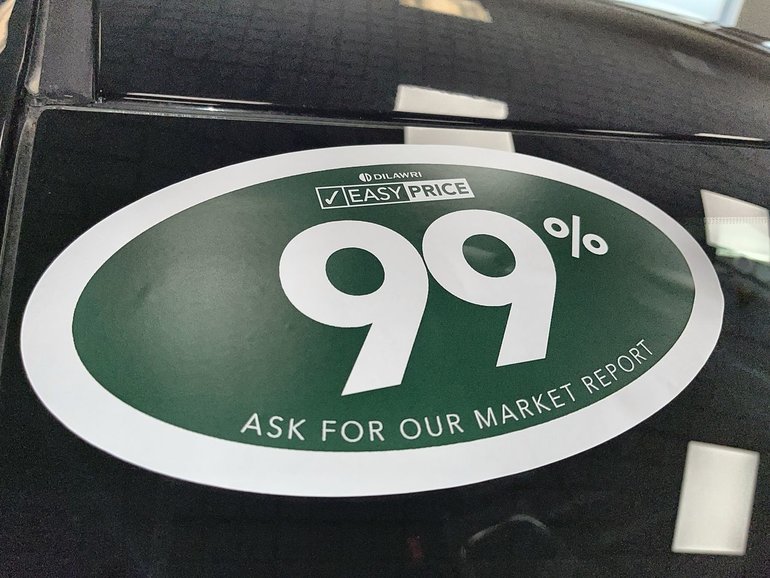 DILAWRI
✓ EASY PRICE
99%
ASK FOR OUR MARKET REPORT